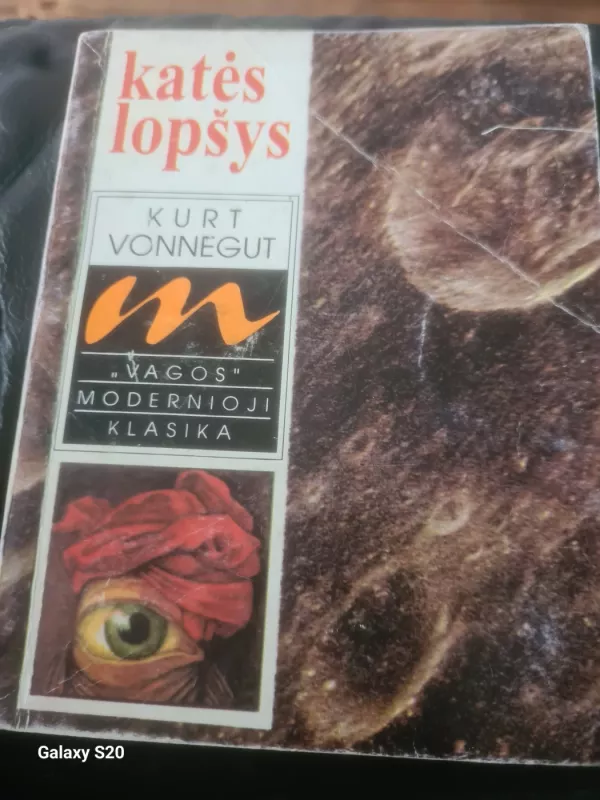 katės
lopšys
KURT
VONNEGUT
m
„VAGOS"
MODERNIOJI
KLASIKA
Galaxy S20